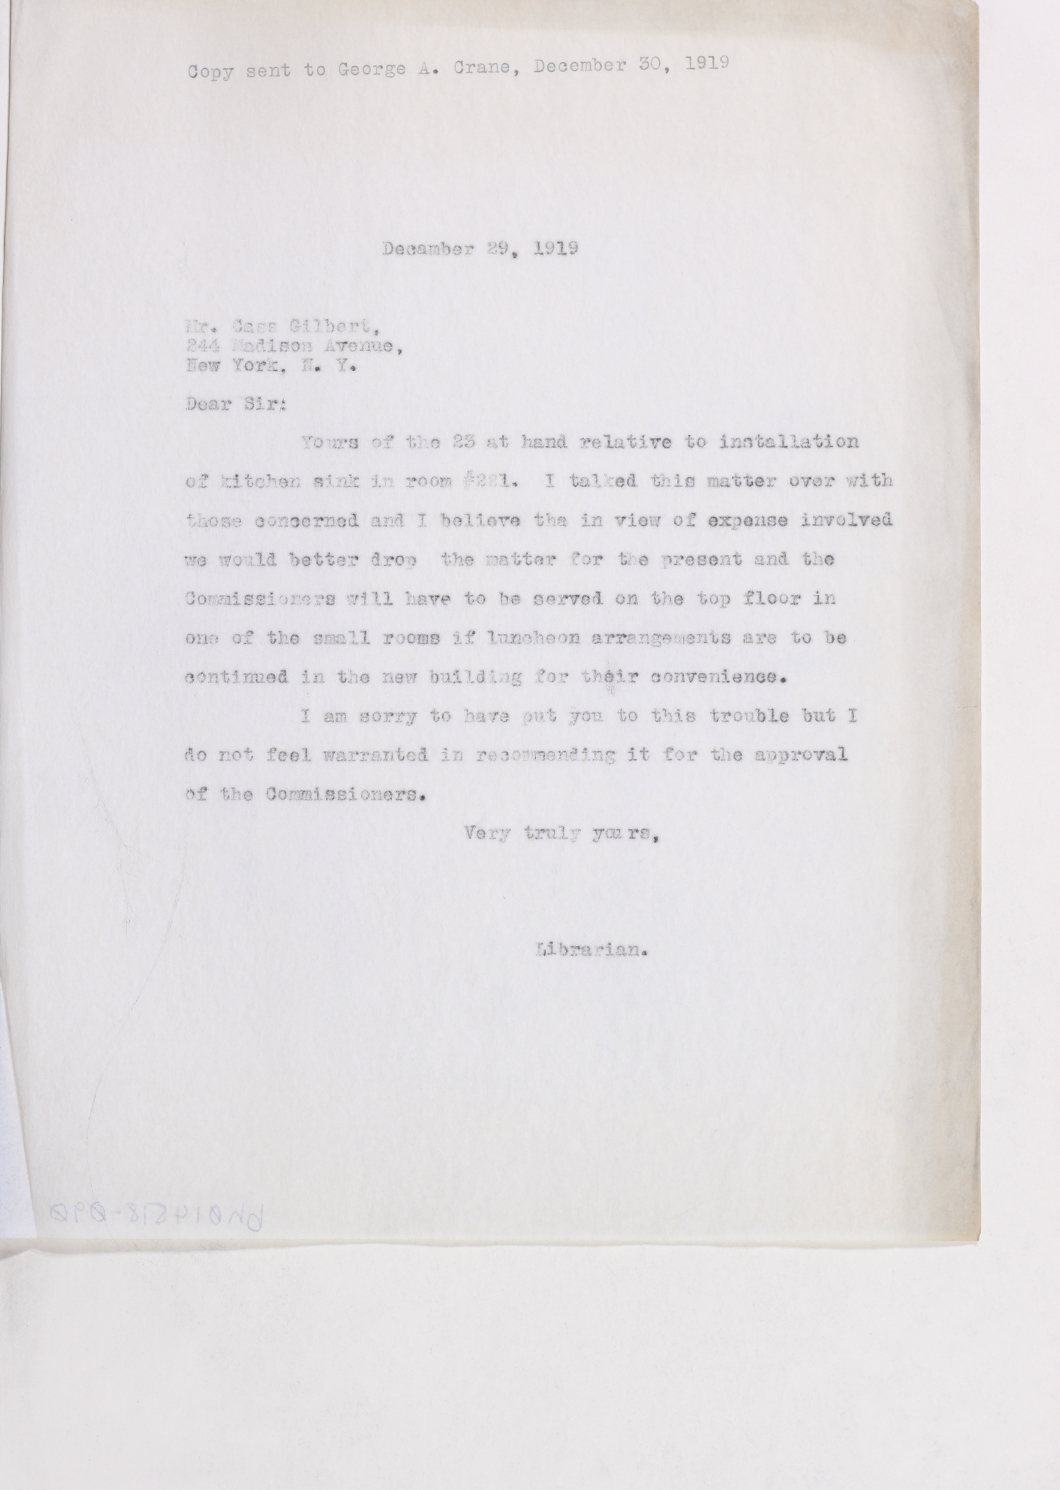 Copy sent to George A. Crane, December 30, 1919
December 29, 1919
Mr. Cass Gilbert,
244 Madison Avenue,
New York, N. Y.
Dear Sir:
Yours of the 23 at hand relative to installation
of kitchen sink in room #221. I talked this matter over with
those concerned and I believe tha in view of expense involved
we would better drop the matter for the present and the
Commissioners will have to be served on the top floor in
one of the small rooms if luncheon arrangements are to be
continued in the new building for their convenience.
I am sorry to have put you to this trouble but I
do not feel warranted in recommending it for the approval
of the Commissioners.
Very truly yours,
Librarian.